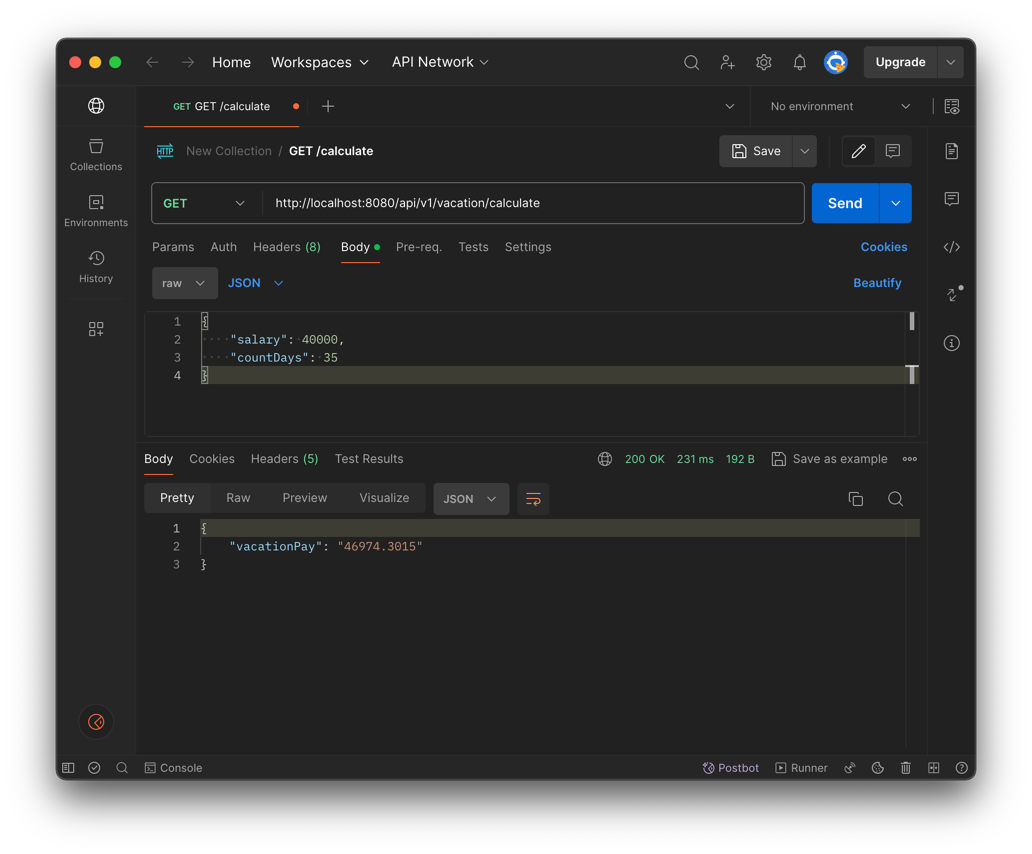 Home Workspaces API Network Upgrade
GET GET /calculate No environment
New Collection / GET /calculate Save
Collections
Environments
History
GET http://localhost:8080/api/v1/vacation/calculate Send
Params Auth Headers (8) Body Pre-req. Tests Settings Cookies
raw JSON Beautify
1 {
2 "salary": 40000,
3 "countDays": 35
4 }
Body Cookies Headers (5) Test Results 200 OK 231 ms 192 B Save as example
Pretty Raw Preview Visualize JSON
1 {
2 "vacationPay": "46974.3015"
3 }
Console Postbot Runner